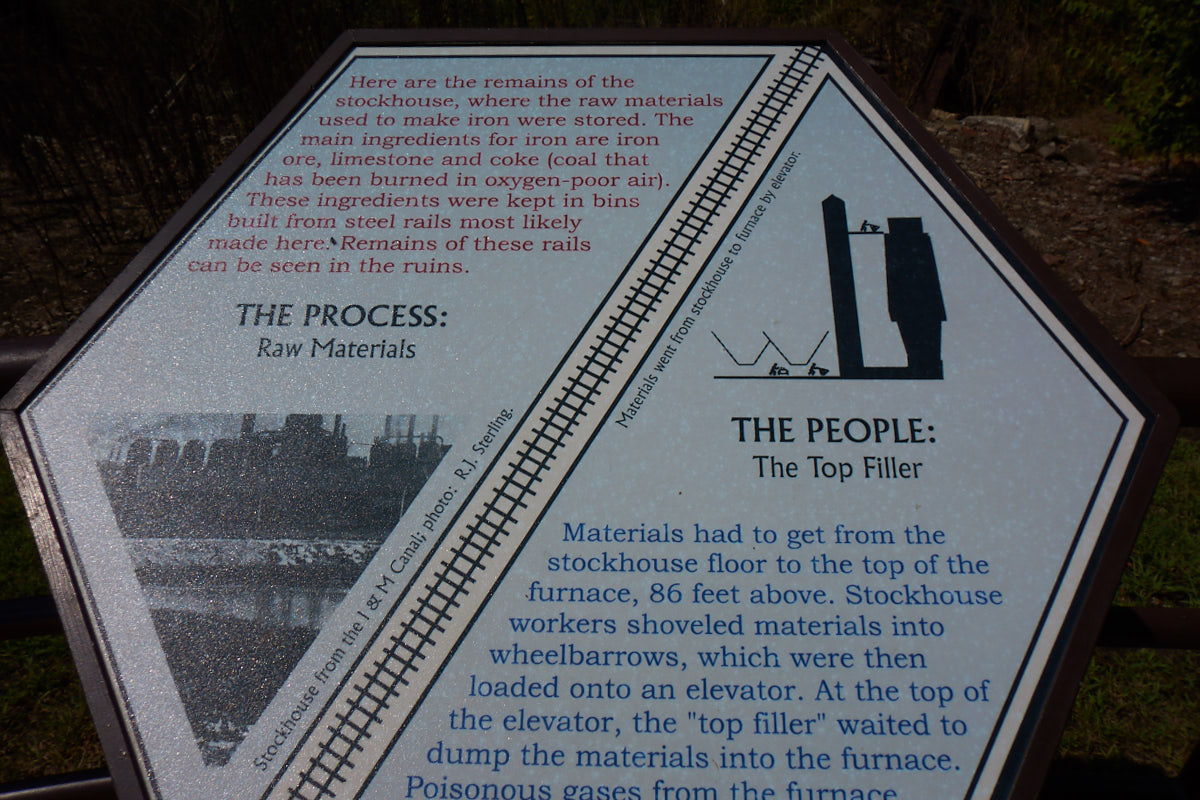 Here are the remains of the
stockhouse, where the raw materials
used to make iron were stored. The
main ingredients for iron are iron
ore, limestone and coke (coal that
has been burned in oxygen-poor air).
These ingredients were kept in bins
built from steel rails most likely
made here. Remains of these rails
can be seen in the ruins.
THE PROCESS:
Raw Materials
Stockhouse from the I & M Canal; photo: R.J. Sterling.
Materials went from stockhouse to furnace by elevator.
THE PEOPLE:
The Top Filler
Materials had to get from the
stockhouse floor to the top of the
furnace, 86 feet above. Stockhouse
workers shoveled materials into
wheelbarrows, which were then
loaded onto an elevator. At the top of
the elevator, the "top filler" waited to
dump the materials into the furnace.
Poisonous gases from the furnace